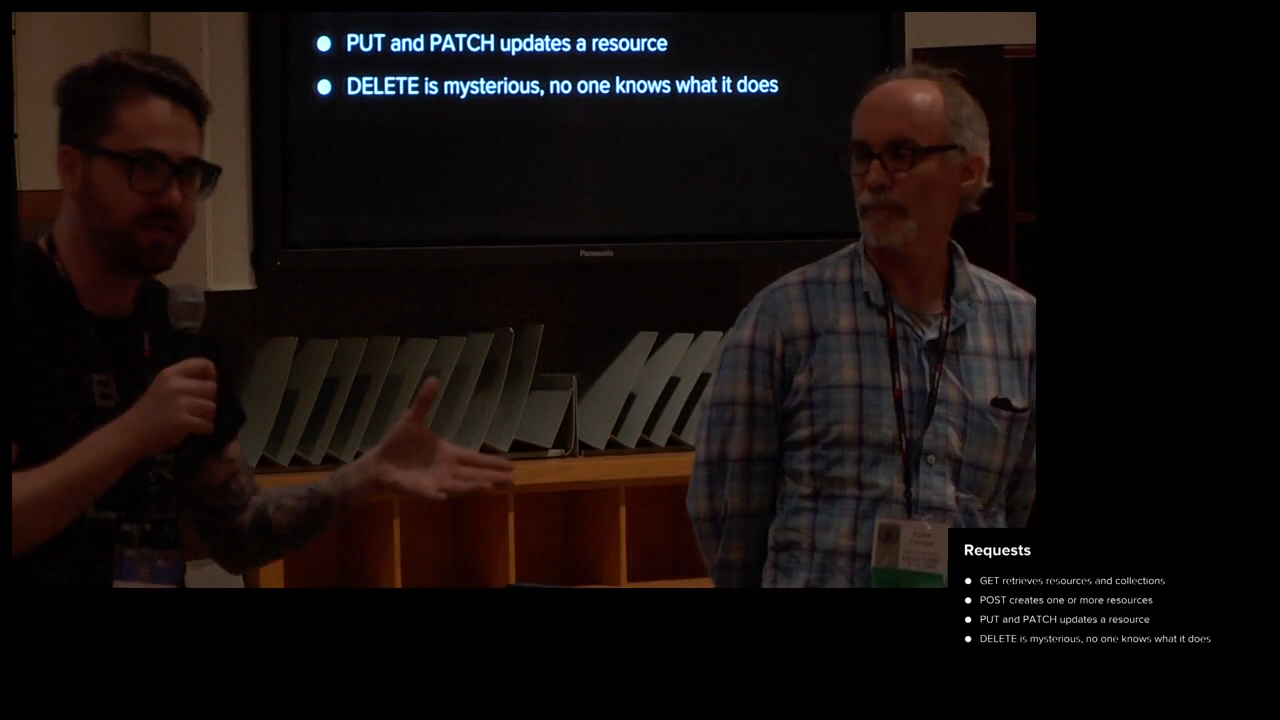 PUT and PATCH updates a resource
DELETE is mysterious, no one knows what it does
Panasonic
Requests
GET retrieves resources and collections
POST creates one or more resources
PUT and PATCH updates a resource
DELETE is mysterious, no one knows what it does